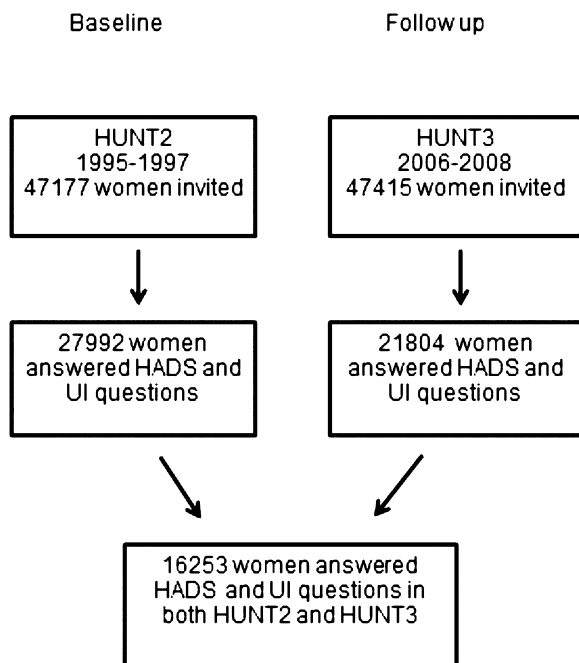 Baseline
Follow up
HUNT2
1995-1997
47177 women invited
HUNT3
2006-2008
47415 women invited
27992 women
answered HADS and
UI questions
21804 women
answered HADS and
UI questions
16253 women answered
HADS and UI questions in
both HUNT2 and HUNT3